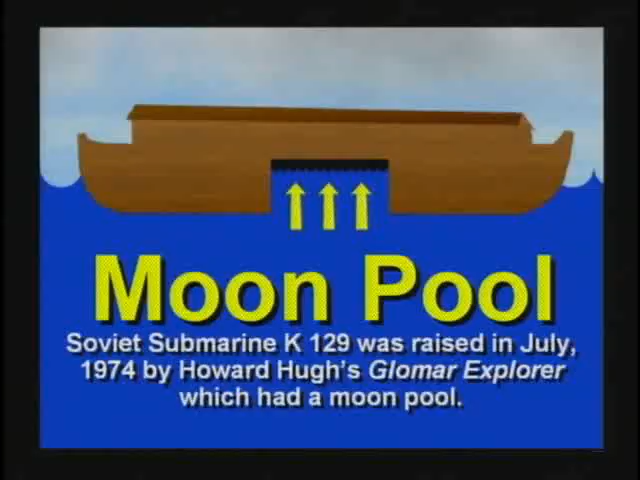 Moon Pool
Soviet Submarine K 129 was raised in July,
1974 by Howard Hugh's Glomar Explorer
which had a moon pool.